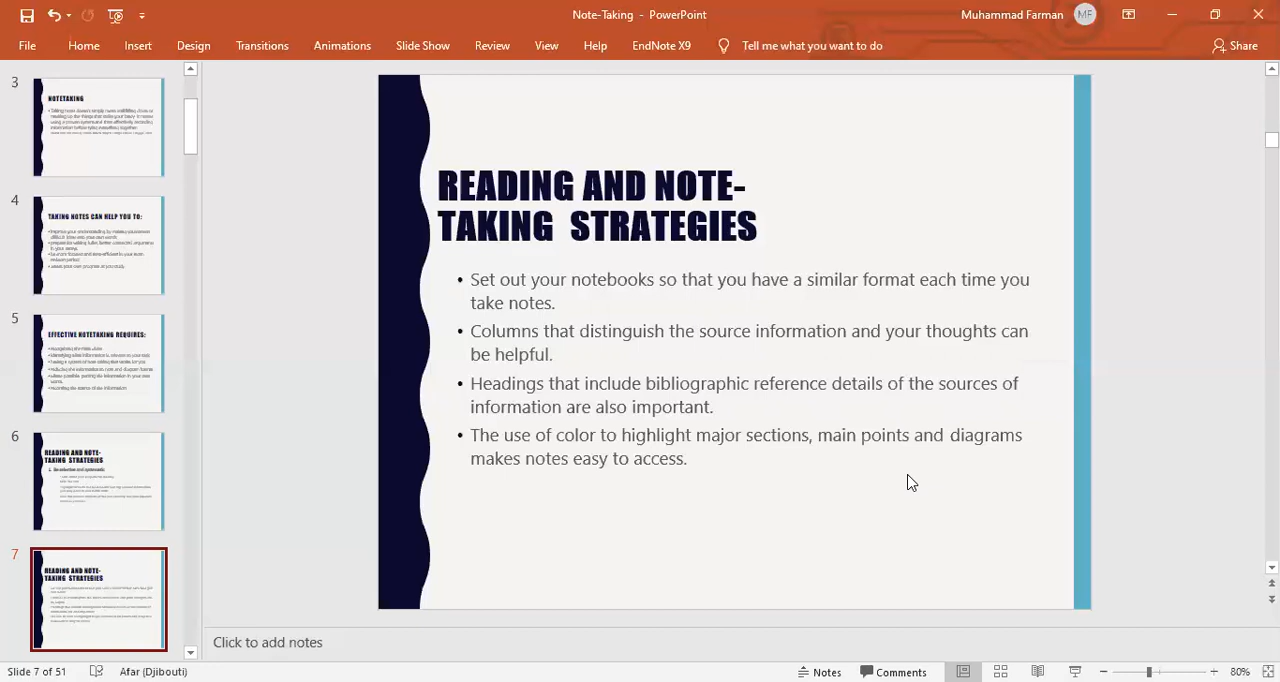 Note-Taking - PowerPoint
Muhammad Farman
MF
File Home Insert Design Transitions Animations Slide Show Review View Help EndNote X9 Tell me what you want to do Share
3
NOTETAKING
4
TAKING NOTES CAN HELP YOU TO:
5
EFFECTIVE NOTETAKING REQUIRES:
6
READING AND NOTE-
TAKING STRATEGIES
7
READING AND NOTE-
TAKING STRATEGIES
READING AND NOTE-
TAKING STRATEGIES
• Set out your notebooks so that you have a similar format each time you
take notes.
• Columns that distinguish the source information and your thoughts can
be helpful.
• Headings that include bibliographic reference details of the sources of
information are also important.
• The use of color to highlight major sections, main points and diagrams
makes notes easy to access.
Click to add notes
Slide 7 of 51 Afar (Djibouti) Notes Comments 80%